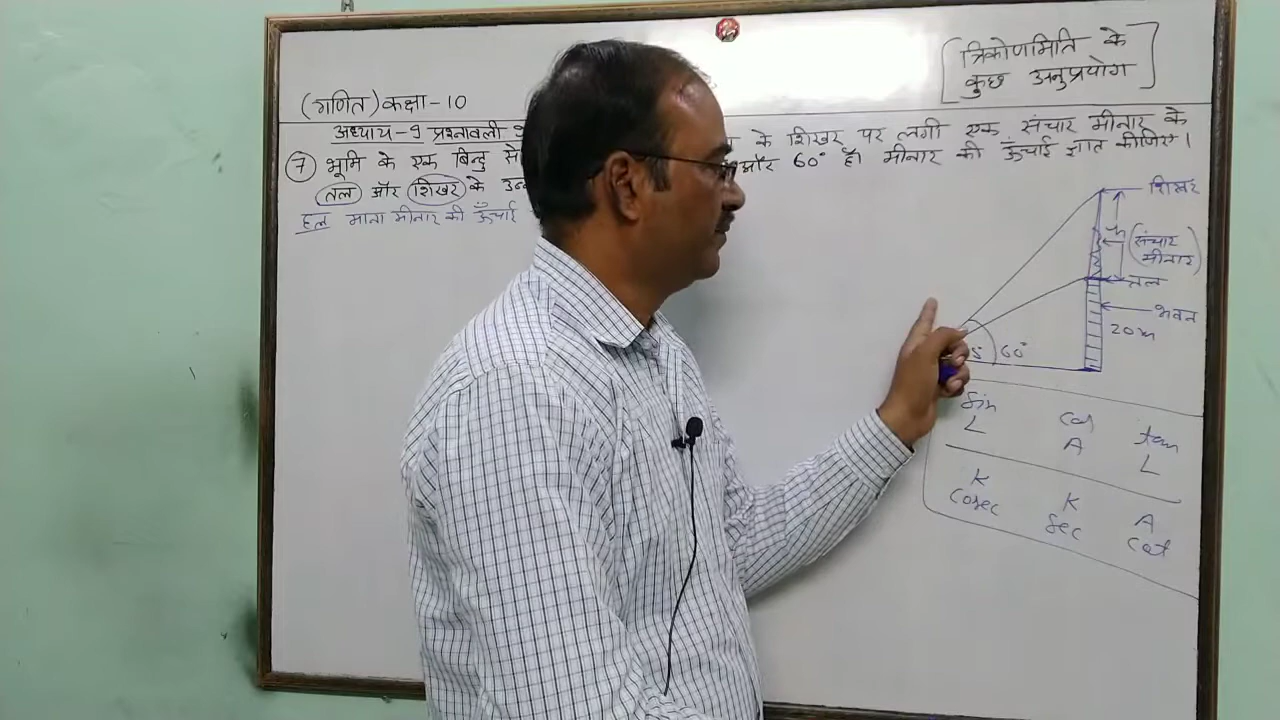 [त्रिकोणमिति के
कुछ अनुप्रयोग]
(गणित) कक्षा-10
अध्याय-9 प्रश्नावली
(7) भूमि के एक बिन्दु से के शिखर पर लगी एक संचार मीनार के
तल और शिखर के और 60° है। मीनार की ऊंचाई ज्ञात कीजिए।
हल माना मीनार की ऊँचाई
शिखर
h
(संचार
मीनार)
तल
भवन
20m
60°
Sin
L
K
Cosec
A
K
Sec
tan
L
A
Cot